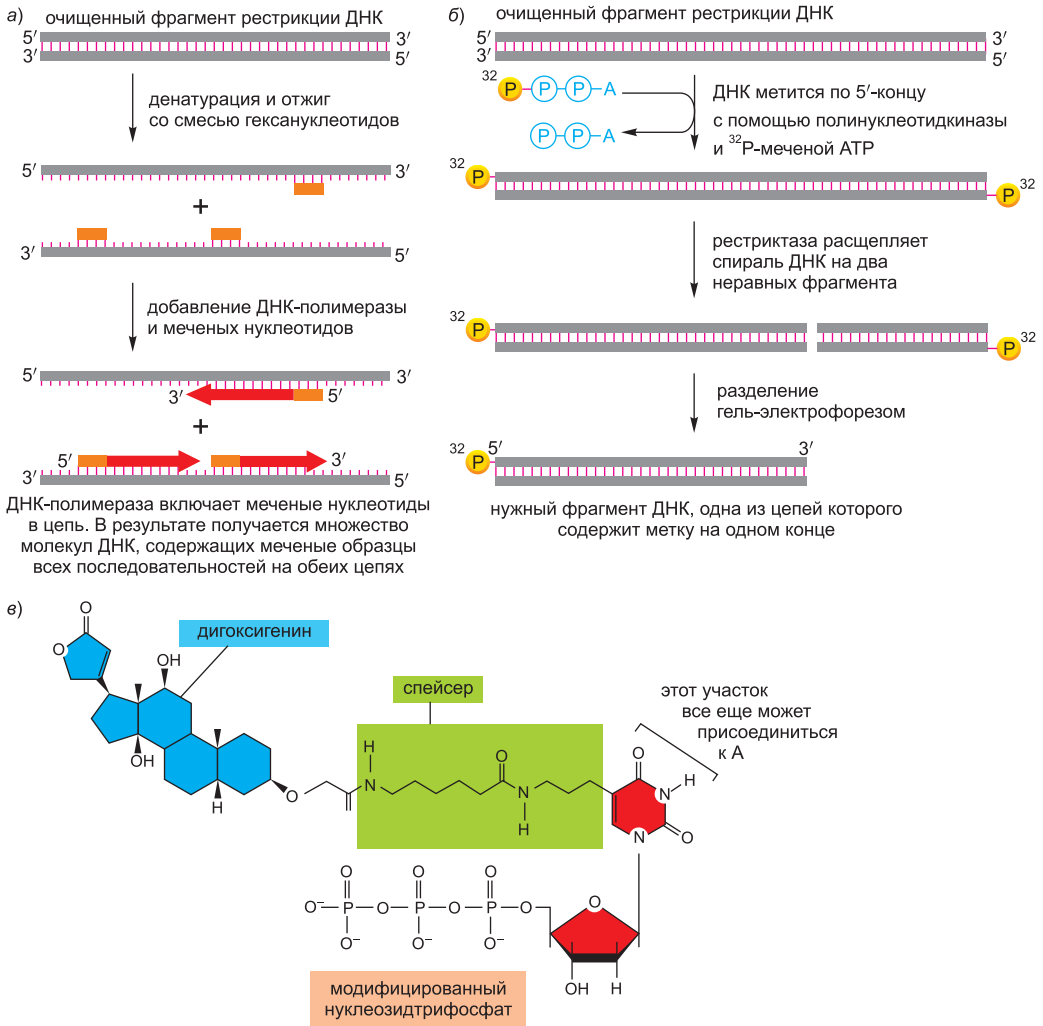 а)
очищенный фрагмент рестрикции ДНК
5′ 3′
3′ 5′
денатурация и отжиг
со смесью гексануклеотидов
5′ 3′
+
3′ 5′
добавление ДНК-полимеразы
и меченых нуклеотидов
5′ 3′
3′ 5′
+
5′ 3′
3′ 5′
ДНК-полимераза включает меченые нуклеотиды
в цепь. В результате получается множество
молекул ДНК, содержащих меченые образцы
всех последовательностей на обеих цепях
б)
очищенный фрагмент рестрикции ДНК
5′ 3′
3′ 5′
32 P P P A
P P A
ДНК метится по 5′-концу
с помощью полинуклеотидкиназы
и 32P-меченой АТР
32 P
P 32
рестриктаза расщепляет
спираль ДНК на два
неравных фрагмента
32 P
P 32
разделение
гель-электрофорезом
32 P 5′ 3′
нужный фрагмент ДНК, одна из цепей которого
содержит метку на одном конце
в)
O
O
OH
дигоксигенин
OH
H
O
спейсер
H
N
O
N
H
этот участок
все еще может
присоединиться
к А
O
H
N
N
O
O O O
O– P O P O P O
O– O– O–
O
OH H
модифицированный
нуклеозидтрифосфат